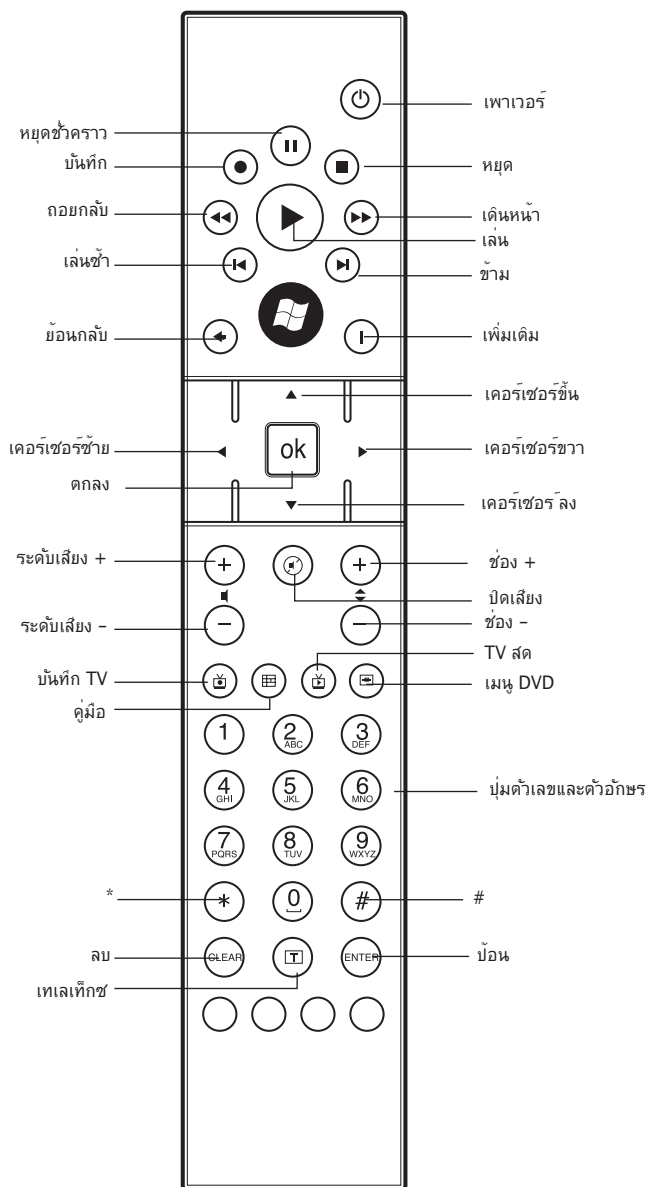 เพาเวอร์
หยุดชั่วคราว
บันทึก
หยุด
ถอยกลับ
เดินหน้า
เล่น
เล่นซ้ำ
ข้าม
ย้อนกลับ
เพิ่มเติม
เคอร์เซอร์ขึ้น
เคอร์เซอร์ซ้าย
ok
เคอร์เซอร์ขวา
ตกลง
เคอร์เซอร์ลง
ระดับเสียง +
ช่อง +
ปิดเสียง
ระดับเสียง –
ช่อง –
TV สด
บันทึก TV
เมนู DVD
คู่มือ
1
2 ABC
3 DEF
4 GHI
5 JKL
6 MNO
ปุ่มตัวเลขและตัวอักษร
7 PQRS
8 TUV
9 WXYZ
*
*
0
#
#
ลบ
CLEAR
T
ENTER
ป้อน
เทเลเท็กซ